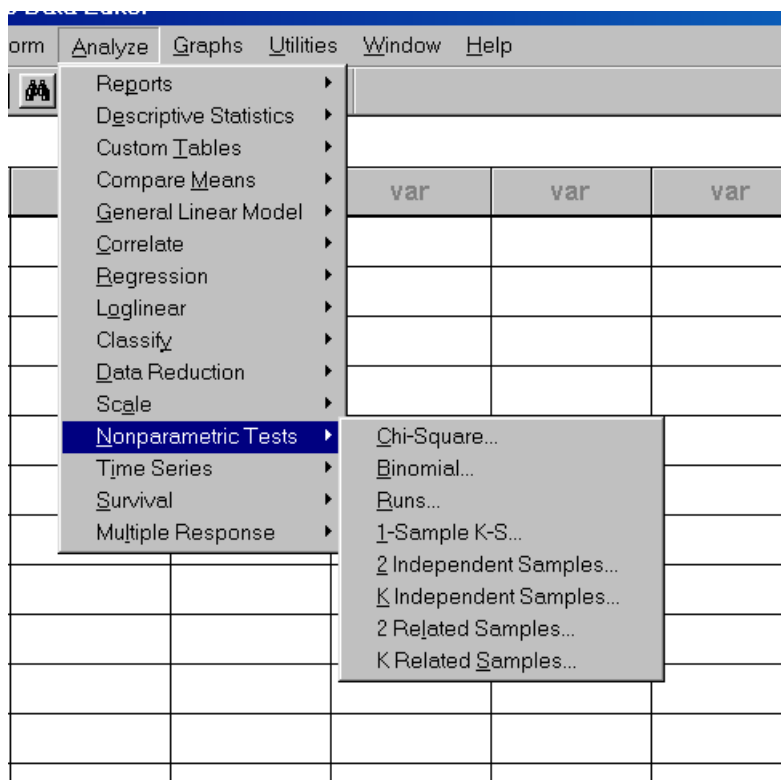 Data Editor
orm Analyze Graphs Utilities Window Help
Reports
Descriptive Statistics
Custom Tables
Compare Means
General Linear Model
Correlate
Regression
Loglinear
Classify
Data Reduction
Scale
Nonparametric Tests
Time Series
Survival
Multiple Response
var var var
Chi-Square...
Binomial...
Runs...
1-Sample K-S...
2 Independent Samples...
K Independent Samples...
2 Related Samples...
K Related Samples...